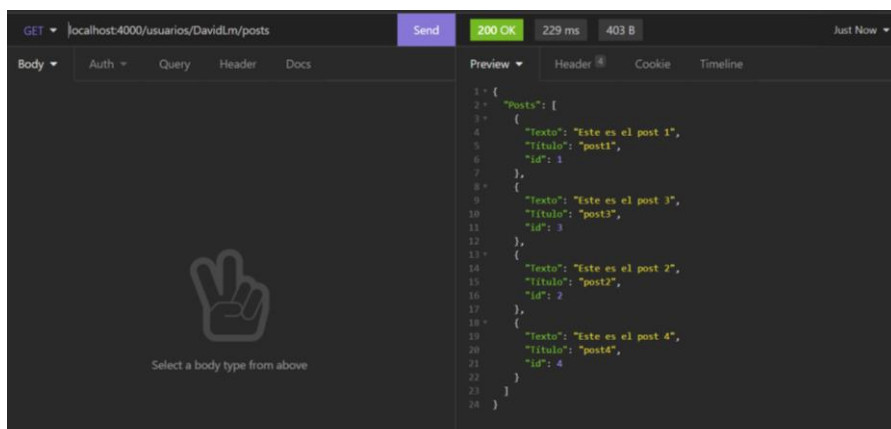 GET localhost:4000/usuarios/DavidLm/posts Send 200 OK 229 ms 403 B Just Now
Body Auth Query Header Docs Preview Header 4 Cookie Timeline
1 {
2 "Posts": [
3 {
4 "Texto": "Este es el post 1",
5 "Título": "post1",
6 "id": 1
7 },
8 {
9 "Texto": "Este es el post 3",
10 "Título": "post3",
11 "id": 3
12 },
13 {
14 "Texto": "Este es el post 2",
15 "Título": "post2",
16 "id": 2
17 },
18 {
19 "Texto": "Este es el post 4",
20 "Título": "post4",
21 "id": 4
22 }
23 ]
24 }
Select a body type from above